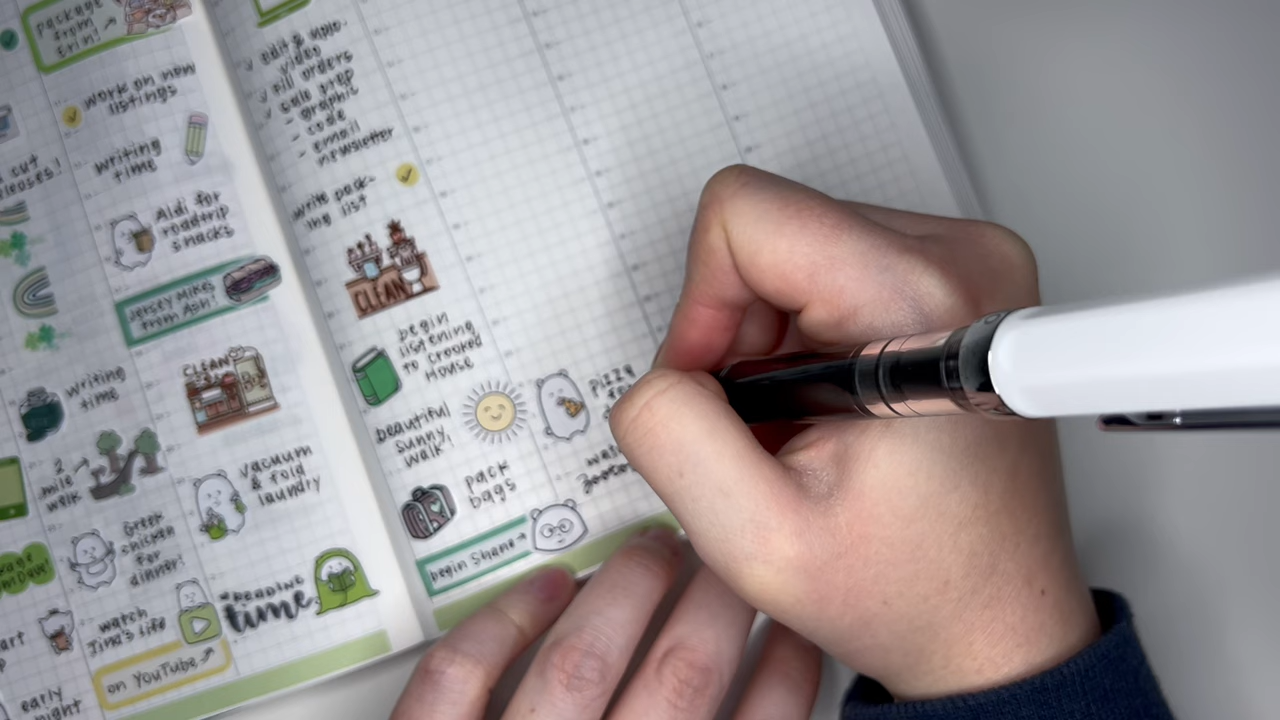 package
from
Erin!
work on new
listings
writing
time
Aldi for
roadtrip
snacks
Jersey Mikes
from Ash!
CLEAN
writing
time
2
mile
walk
vacuum
& fold
laundry
Greek
chicken
for
dinner!
watch
Tina's Life
on YouTube
READING
time
early
night
cut
video
fill orders
sale prep
- graphic
- code
- email
newsletter
write pack-
ing list
CLEAN
begin
listening
to Crooked
House
beautiful
sunny
walk
pack
bags
begin Shane
pizza